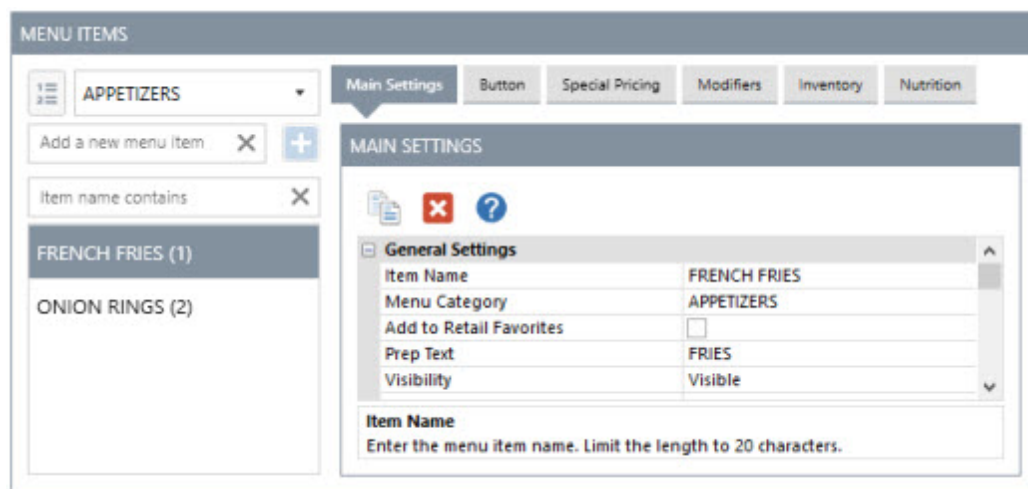 MENU ITEMS
APPETIZERS
Add a new menu item
Item name contains
FRENCH FRIES (1)
ONION RINGS (2)
Main Settings Button Special Pricing Modifiers Inventory Nutrition
MAIN SETTINGS
General Settings
Item Name FRENCH FRIES
Menu Category APPETIZERS
Add to Retail Favorites
Prep Text FRIES
Visibility Visible
Item Name
Enter the menu item name. Limit the length to 20 characters.